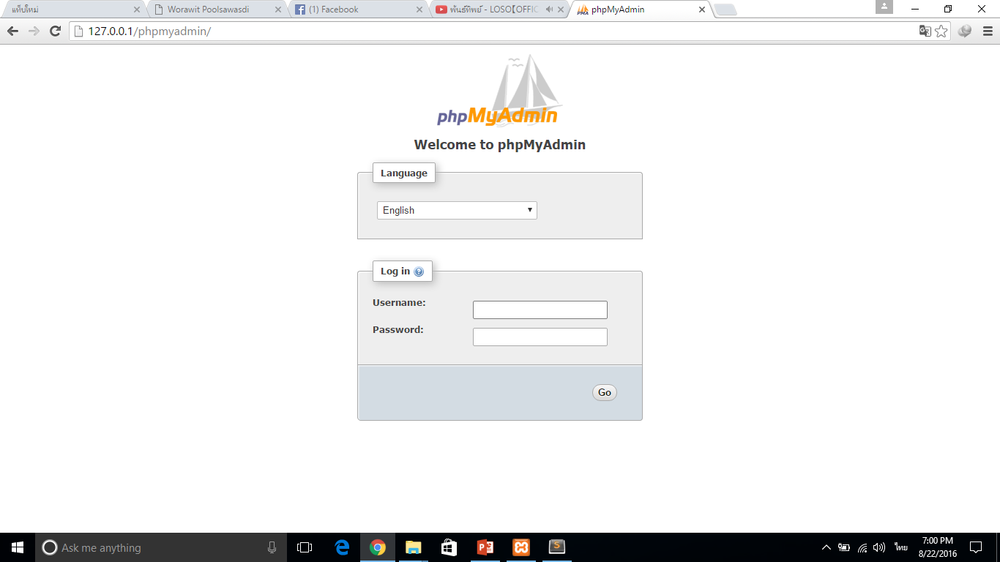 แท็บใหม่
Worawit Poolsawasdi
(1) Facebook
พันธ์ทิพย์ - LOSO【OFFIC
phpMyAdmin
127.0.0.1/phpmyadmin/
phpMyAdmin
Welcome to phpMyAdmin
Language
English
Log in
Username:
Password:
Go
Ask me anything
ไทย
7:00 PM
8/22/2016